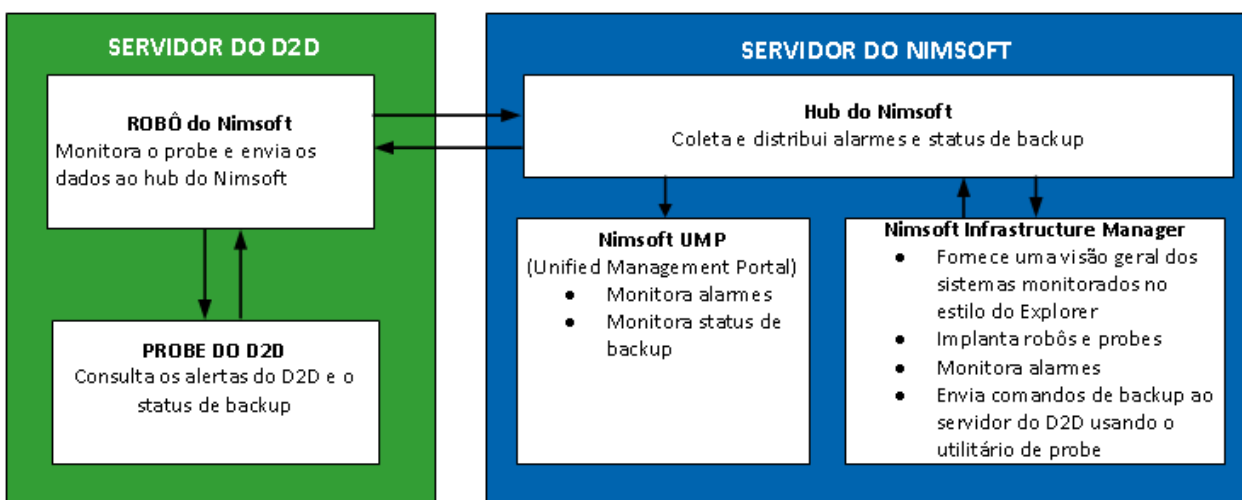 SERVIDOR DO D2D
ROBÔ do Nimsoft
Monitora o probe e envia os
dados ao hub do Nimsoft
PROBE DO D2D
Consulta os alertas do D2D e o
status de backup
SERVIDOR DO NIMSOFT
Hub do Nimsoft
Coleta e distribui alarmes e status de backup
Nimsoft UMP
(Unified Management Portal)
● Monitora alarmes
● Monitora status de
backup
Nimsoft Infrastructure Manager
● Fornece uma visão geral dos
sistemas monitorados no
estilo do Explorer
● Implanta robôs e probes
● Monitora alarmes
● Envia comandos de backup ao
servidor do D2D usando o
utilitário de probe